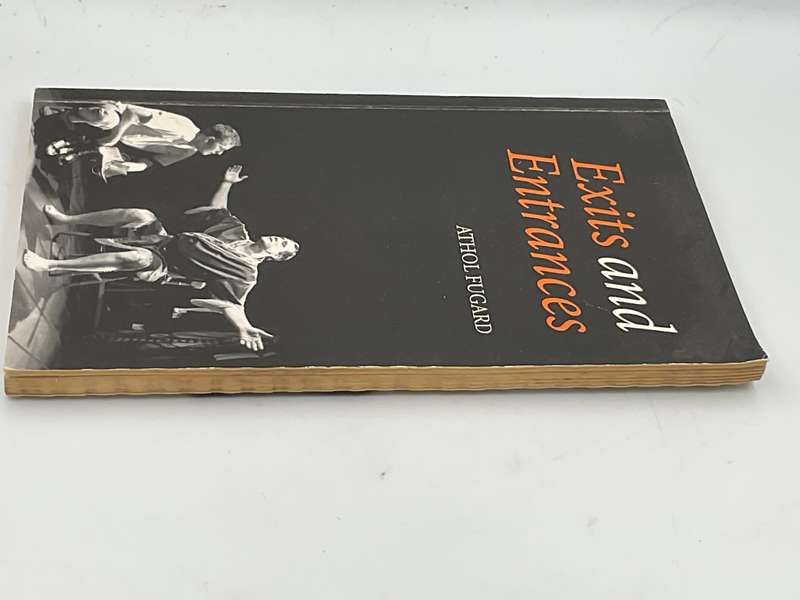 Exits and
Entrances
ATHOL FUGARD